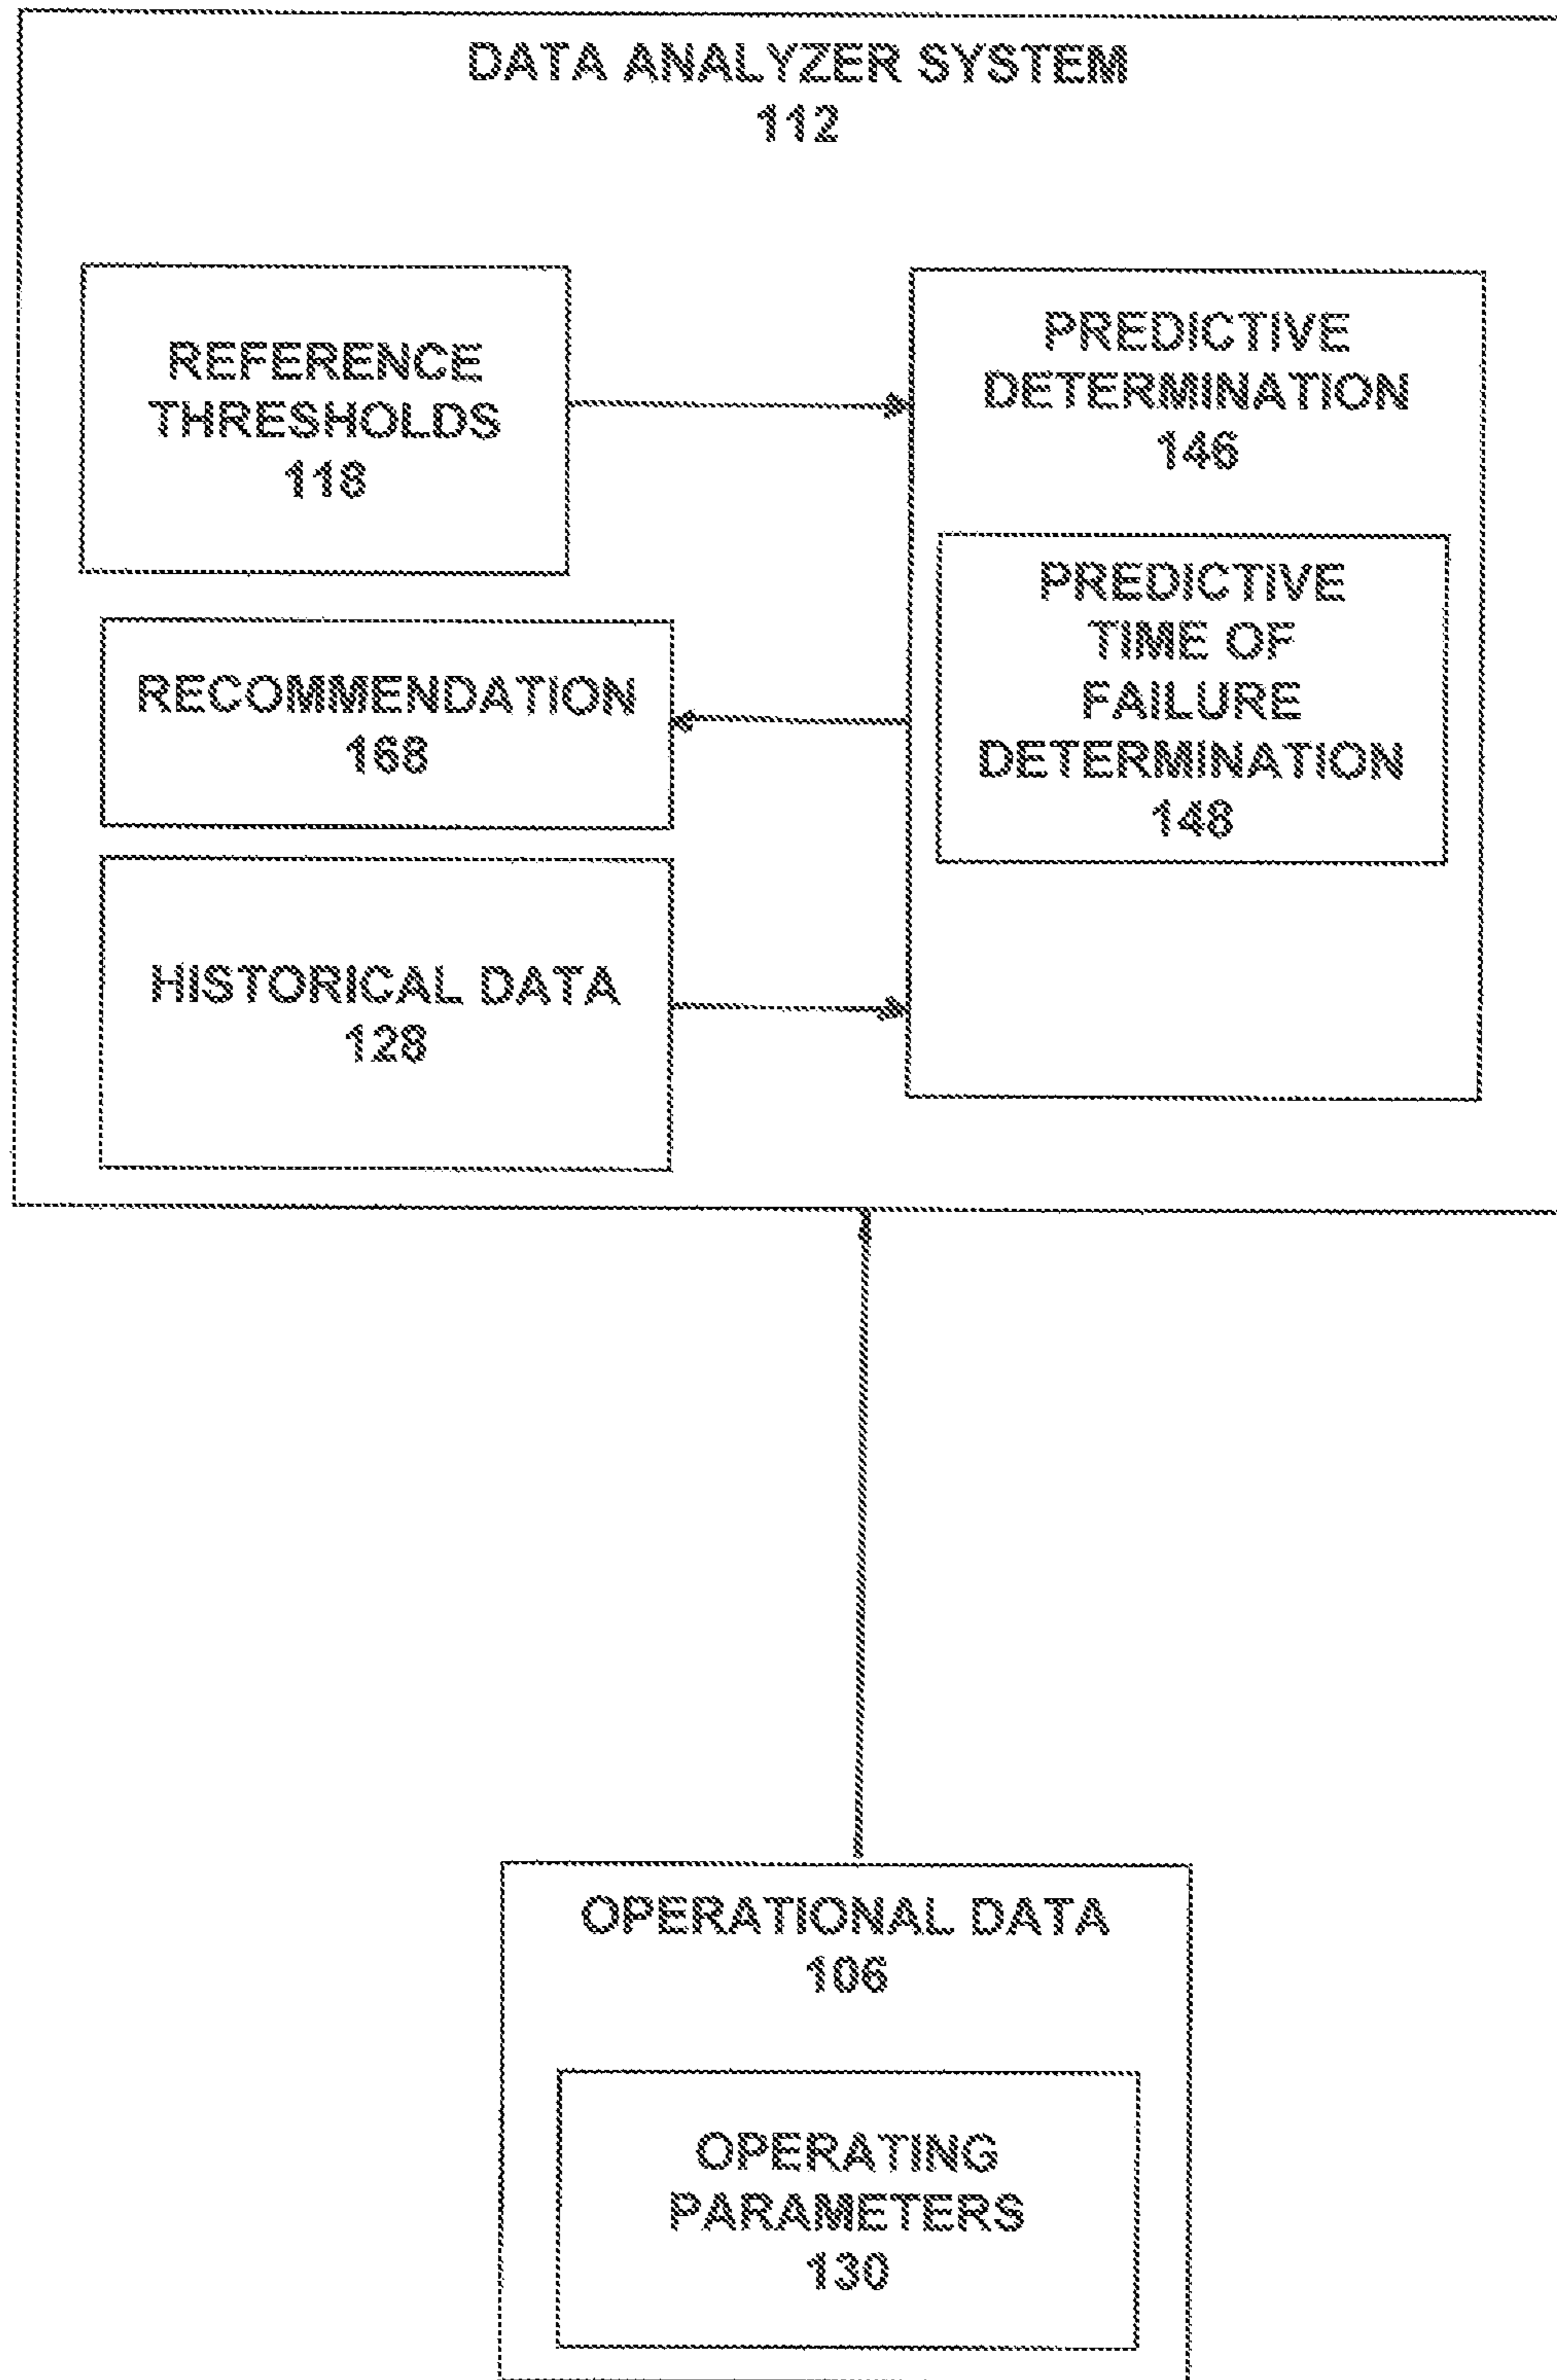 DATA ANALYZER SYSTEM
112
REFERENCE
THRESHOLDS
118
PREDICTIVE
DETERMINATION
146
PREDICTIVE
TIME OF
FAILURE
DETERMINATION
148
RECOMMENDATION
168
HISTORICAL DATA
128
OPERATIONAL DATA
106
OPERATING
PARAMETERS
130